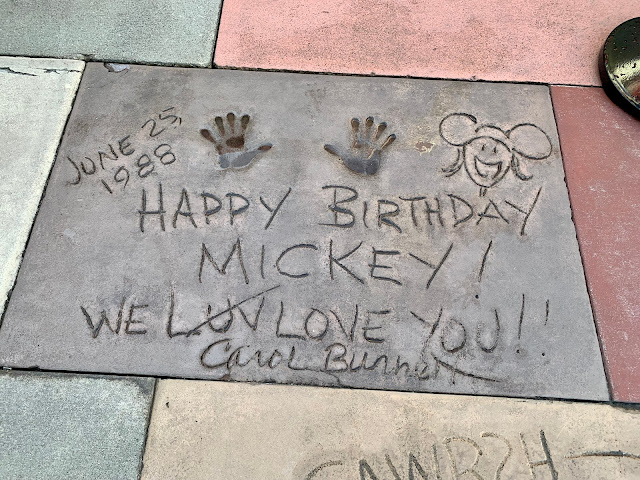 JUNE 25,
1988
HAPPY BIRTHDAY
MICKEY!
WE LUV LOVE YOU!!
Carol Burnett